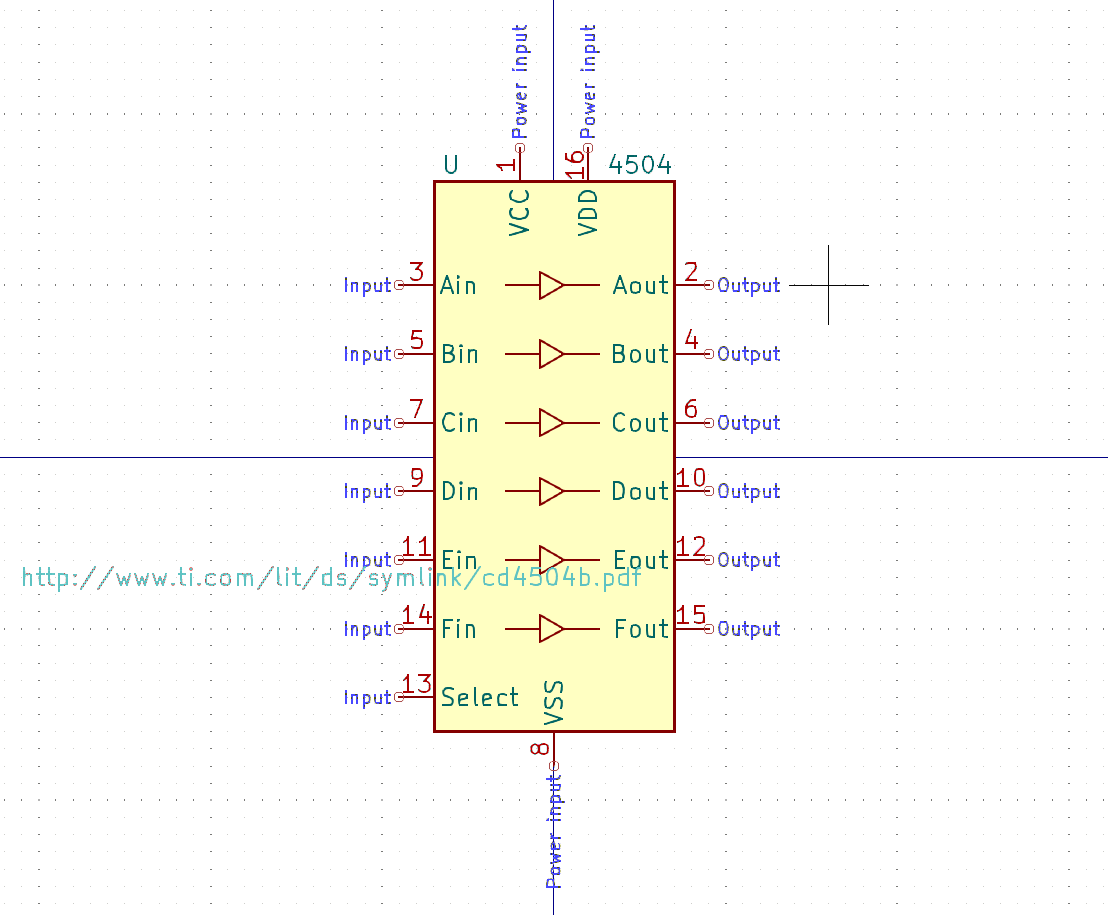 Power input Power input
U 1 16 4504
VCC VDD
Input 3 Ain Aout 2 Output
Input 5 Bin Bout 4 Output
Input 7 Cin Cout 6 Output
Input 9 Din Dout 10 Output
Input 11 Ein Eout 12 Output
http://www.ti.com/lit/ds/symlink/cd4504b.pdf
Input 14 Fin Fout 15 Output
Input 13 Select VSS
8
Power input